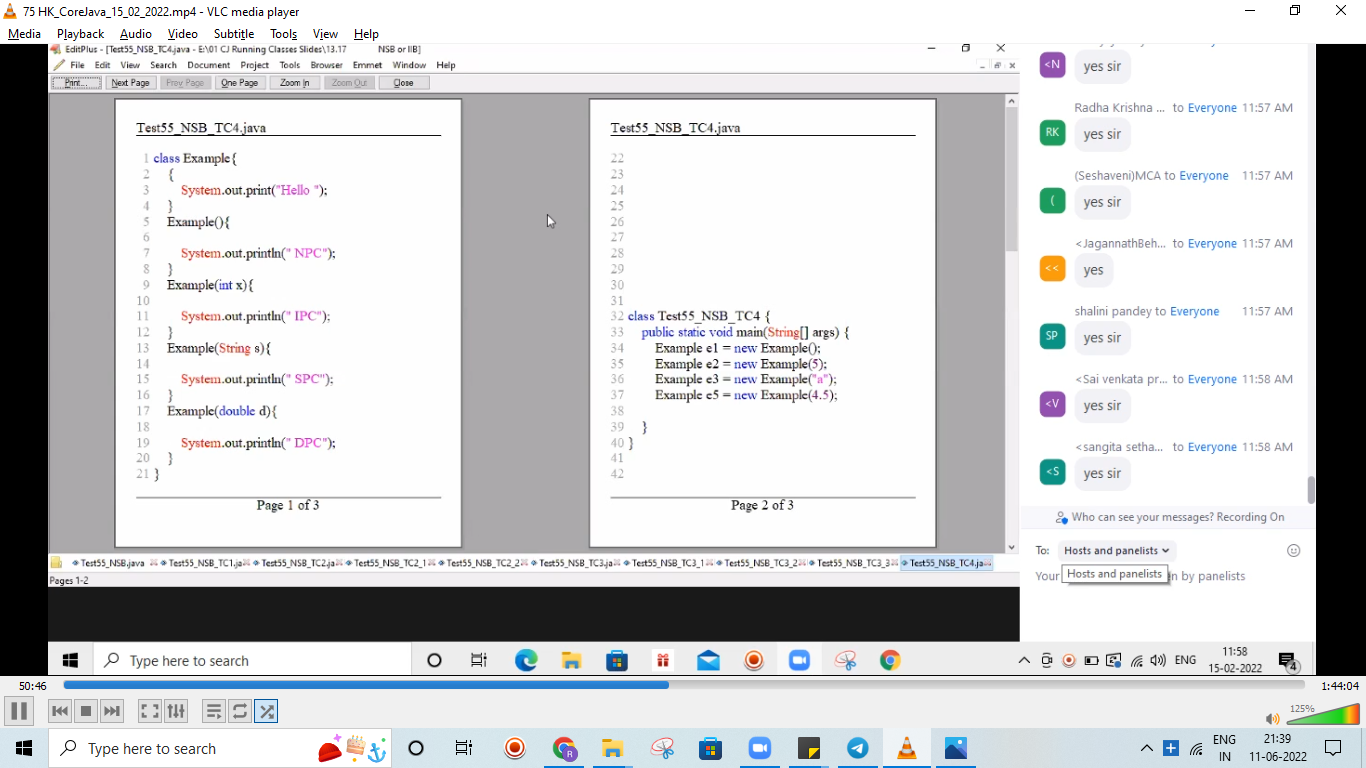 75 HK_CoreJava_15_02_2022.mp4 - VLC media player
Media Playback Audio Video Subtitle Tools View Help
EditPlus - [Test55_NSB_TC4.java - E:\01 CJ Running Classes Slides\13.17 NSB or IIB]
File Edit View Search Document Project Tools Browser Emmet Window Help
Print... Next Page Prev Page One Page Zoom In Zoom Out Close
Test55_NSB_TC4.java
1 class Example{
2 {
3 System.out.print("Hello ");
4 }
5 Example(){
6
7 System.out.println(" NPC");
8 }
9 Example(int x){
10
11 System.out.println(" IPC");
12 }
13 Example(String s){
14
15 System.out.println(" SPC");
16 }
17 Example(double d){
18
19 System.out.println(" DPC");
20 }
21 }
Page 1 of 3
Test55_NSB_TC4.java
22
23
24
25
26
27
28
29
30
31
32 class Test55_NSB_TC4 {
33 public static void main(String[] args) {
34 Example e1 = new Example();
35 Example e2 = new Example(5);
36 Example e3 = new Example("a");
37 Example e5 = new Example(4.5);
38
39 }
40 }
41
42
Page 2 of 3
Test55_NSB.java Test55_NSB_TC1.ja Test55_NSB_TC2.ja Test55_NSB_TC2_1 Test55_NSB_TC2_2 Test55_NSB_TC3.ja Test55_NSB_TC3_1 Test55_NSB_TC3_2 Test55_NSB_TC3_3 Test55_NSB_TC4.ja
Pages 1-2
<N yes sir
Radha Krishna ... to Everyone 11:57 AM
RK yes sir
(Seshaveni)MCA to Everyone 11:57 AM
( yes sir
<JagannathBeh... to Everyone 11:57 AM
<< yes
shalini pandey to Everyone 11:57 AM
SP yes sir
<Sai venkata pr... to Everyone 11:58 AM
<V yes sir
<sangita setha... to Everyone 11:58 AM
<S yes sir
Who can see your messages? Recording On
To: Hosts and panelists
Your Hosts and panelists n by panelists
Type here to search
ENG
11:58
15-02-2022
4
50:46
1:44:04
125%
Type here to search
R
ENG
IN
21:39
11-06-2022